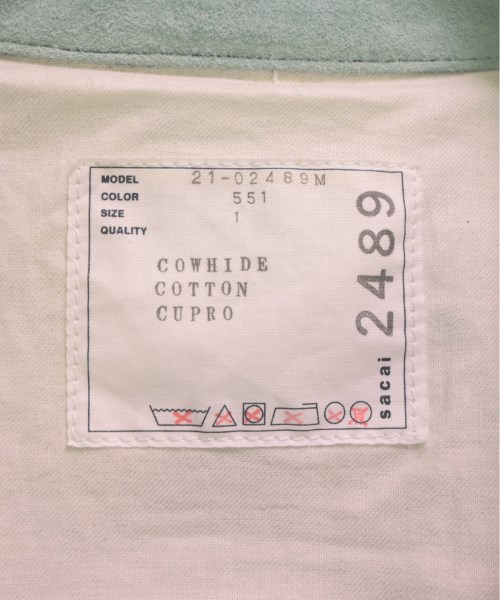 MODEL 21-02489M
COLOR 551
SIZE 1
QUALITY
COWHIDE
COTTON
CUPRO
sacai 2489